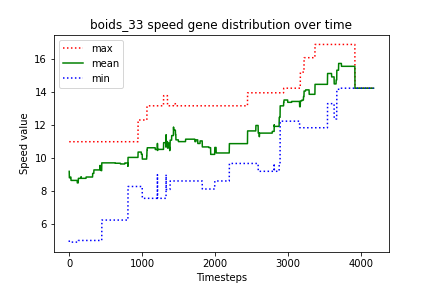 boids_33 speed gene distribution over time
max
mean
min
Speed value
16
14
12
10
8
6
0 1000 2000 3000 4000
Timesteps